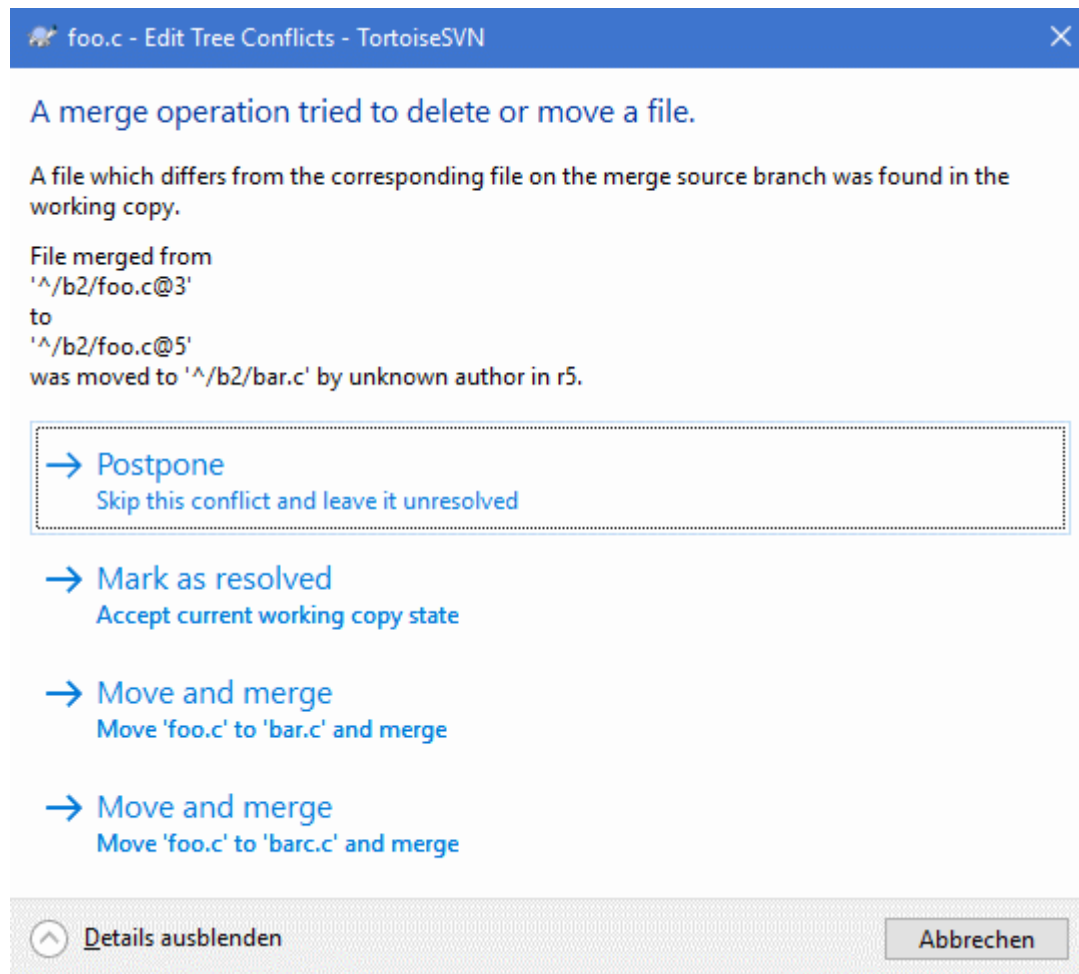 foo.c - Edit Tree Conflicts - TortoiseSVN
A merge operation tried to delete or move a file.
A file which differs from the corresponding file on the merge source branch was found in the
working copy.
File merged from
'^/b2/foo.c@3'
to
'^/b2/foo.c@5'
was moved to '^/b2/bar.c' by unknown author in r5.
Postpone
Skip this conflict and leave it unresolved
Mark as resolved
Accept current working copy state
Move and merge
Move 'foo.c' to 'bar.c' and merge
Move and merge
Move 'foo.c' to 'barc.c' and merge
Details ausblenden
Abbrechen